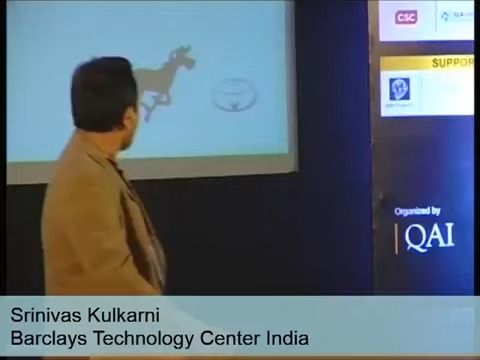 CSC
SUPPOR
Organized by
QAI
Srinivas Kulkarni
Barclays Technology Center India